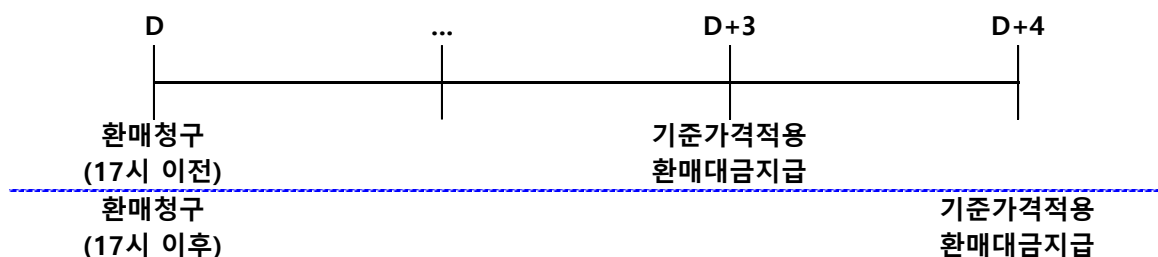 D ... D+3 D+4
환매청구 기준가격적용
(17시 이전) 환매대금지급
환매청구 기준가격적용
(17시 이후) 환매대금지급